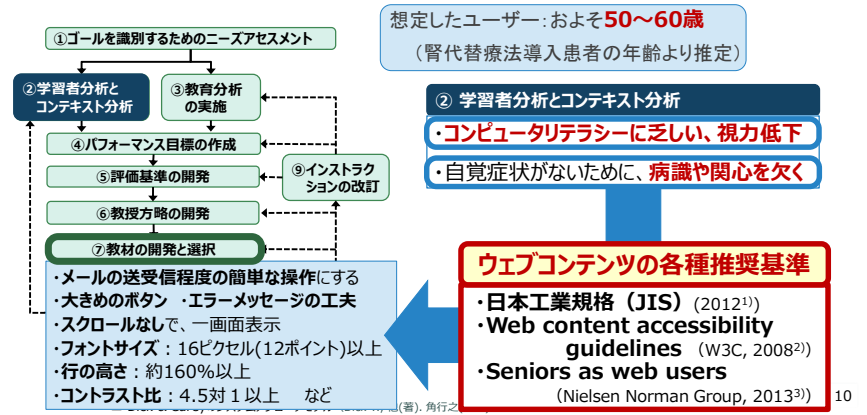 想定したユーザー：およそ50～60歳
（腎代替療法導入患者の年齢より推定）
①ゴールを識別するためのニーズアセスメント
②学習者分析と
コンテキスト分析
③教育分析
の実施
④パフォーマンス目標の作成
⑤評価基準の開発
⑥教授方略の開発
⑦教材の開発と選択
⑨インストラク
ションの改訂
② 学習者分析とコンテキスト分析
・コンピュータリテラシーに乏しい、視力低下
・自覚症状がないために、病識や関心を欠く
ウェブコンテンツの各種推奨基準
・日本工業規格（JIS）(2012¹⁾)
・Web content accessibility
guidelines （W3C, 2008²⁾)
・Seniors as web users
(Nielsen Norman Group, 2013³⁾)
・メールの送受信程度の簡単な操作にする
・大きめのボタン ・エラーメッセージの工夫
・スクロールなしで、一画面表示
・フォントサイズ：16ピクセル(12ポイント)以上
・行の高さ：約160%以上
・コントラスト比：4.5対１以上 など
(著). 角行之
10